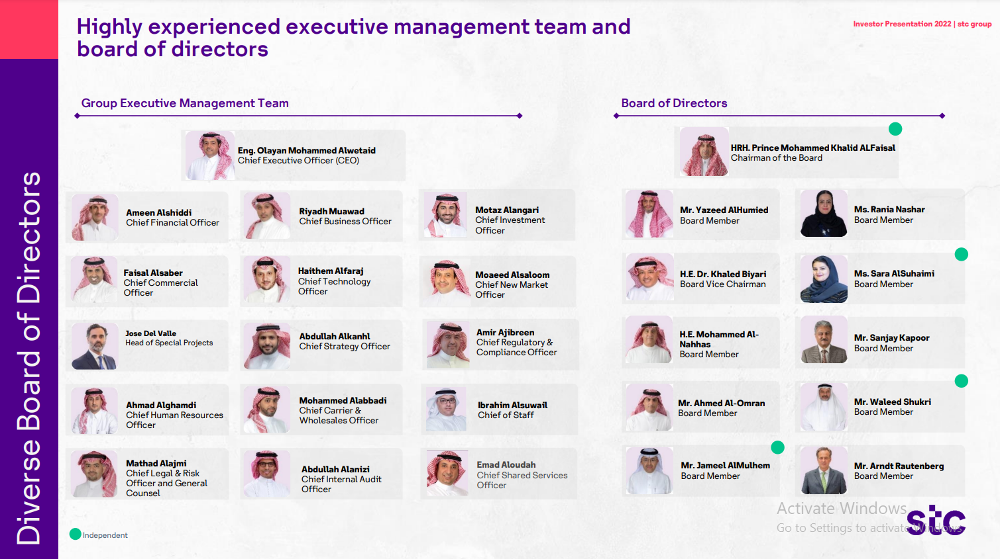 Highly experienced executive management team and
board of directors
Investor Presentation 2022 | stc group
Diverse Board of Directors
Group Executive Management Team
Eng. Olayan Mohammed Alwetaid
Chief Executive Officer (CEO)
Ameen Alshiddi
Chief Financial Officer
Riyadh Muawad
Chief Business Officer
Motaz Alangari
Chief Investment
Officer
Faisal Alsaber
Chief Commercial
Officer
Haithem Alfaraj
Chief Technology
Officer
Moaeed Alsaloom
Chief New Market
Officer
Jose Del Valle
Head of Special Projects
Abdullah Alkanhl
Chief Strategy Officer
Amir Ajibreen
Chief Regulatory &
Compliance Officer
Ahmad Alghamdi
Chief Human Resources
Officer
Mohammed Alabbadi
Chief Carrier &
Wholesales Officer
Ibrahim Alsuwail
Chief of Staff
Mathad Alajmi
Chief Legal & Risk
Officer and General
Counsel
Abdullah Alanizi
Chief Internal Audit
Officer
Emad Aloudah
Chief Shared Services
Officer
Independent
Board of Directors
HRH. Prince Mohammed Khalid ALFaisal
Chairman of the Board
Mr. Yazeed AlHumied
Board Member
Ms. Rania Nashar
Board Member
H.E. Dr. Khaled Biyari
Board Vice Chairman
Ms. Sara AlSuhaimi
Board Member
H.E. Mohammed Al-
Nahhas
Board Member
Mr. Sanjay Kapoor
Board Member
Mr. Ahmed Al-Omran
Board Member
Mr. Waleed Shukri
Board Member
Mr. Jameel AlMulhem
Board Member
Mr. Arndt Rautenberg
Board Member
Activate Windows
Go to Settings to activate Windows.
stc